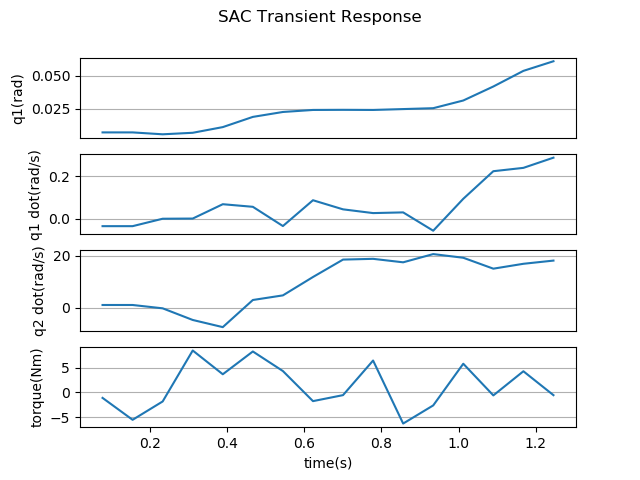 SAC Transient Response
q1(rad)
0.050
0.025
q1 dot(rad/s)
0.2
0.0
q2 dot(rad/s)
20
0
torque(Nm)
5
0
−5
0.2 0.4 0.6 0.8 1.0 1.2
time(s)